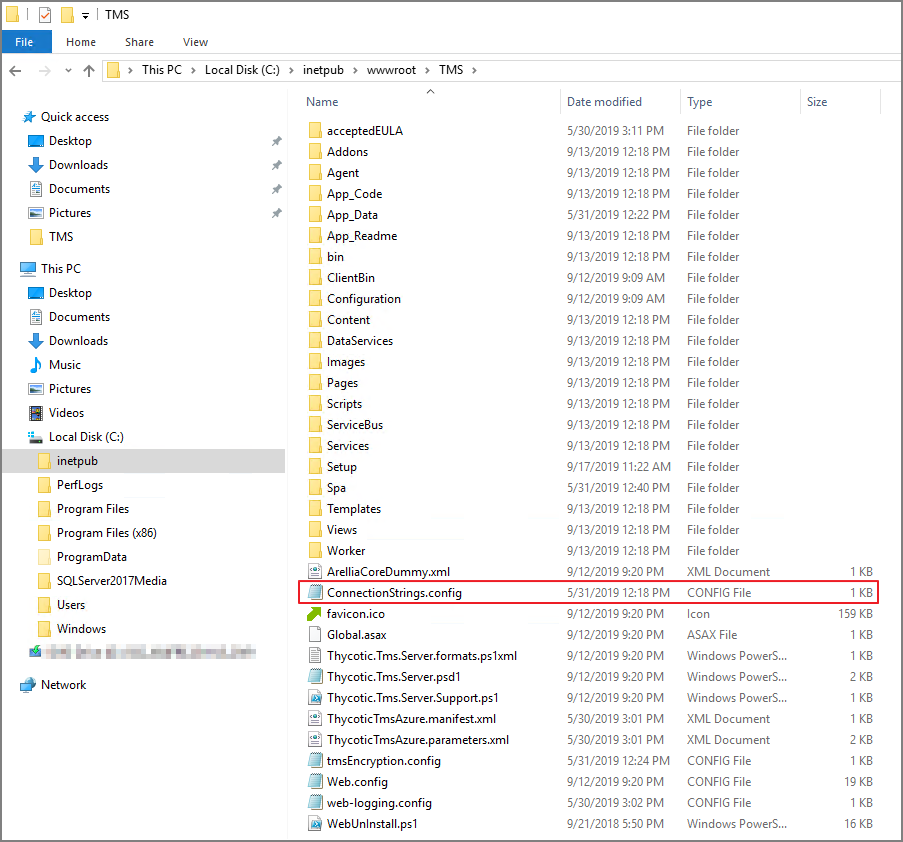 TMS
File Home Share View
This PC Local Disk (C:) inetpub wwwroot TMS
Name Date modified Type Size
Quick access
Desktop
Downloads
Documents
Pictures
TMS
This PC
Desktop
Documents
Downloads
Music
Pictures
Videos
Local Disk (C:)
inetpub
PerfLogs
Program Files
Program Files (x86)
ProgramData
SQLServer2017Media
Users
Windows
Network
acceptedEULA 5/30/2019 3:11 PM File folder
Addons 9/13/2019 12:18 PM File folder
Agent 9/13/2019 12:18 PM File folder
App_Code 9/13/2019 12:18 PM File folder
App_Data 5/31/2019 12:22 PM File folder
App_Readme 9/13/2019 12:18 PM File folder
bin 9/13/2019 12:18 PM File folder
ClientBin 9/12/2019 9:09 AM File folder
Configuration 9/12/2019 9:09 AM File folder
Content 9/13/2019 12:18 PM File folder
DataServices 9/13/2019 12:18 PM File folder
Images 9/13/2019 12:18 PM File folder
Pages 9/13/2019 12:18 PM File folder
Scripts 9/13/2019 12:18 PM File folder
ServiceBus 9/13/2019 12:18 PM File folder
Services 9/13/2019 12:18 PM File folder
Setup 9/17/2019 11:22 AM File folder
Spa 5/31/2019 12:40 PM File folder
Templates 9/13/2019 12:18 PM File folder
Views 9/13/2019 12:18 PM File folder
Worker 9/13/2019 12:18 PM File folder
ArelliaCoreDummy.xml 9/12/2019 9:20 PM XML Document 1 KB
ConnectionStrings.config 5/31/2019 12:18 PM CONFIG File 1 KB
favicon.ico 9/12/2019 9:20 PM Icon 159 KB
Global.asax 9/12/2019 9:20 PM ASAX File 1 KB
Thycotic.Tms.Server.formats.ps1xml 9/12/2019 9:20 PM Windows PowerS... 1 KB
Thycotic.Tms.Server.psd1 9/12/2019 9:20 PM Windows PowerS... 2 KB
Thycotic.Tms.Server.Support.ps1 9/12/2019 9:20 PM Windows PowerS... 1 KB
ThycoticTmsAzure.manifest.xml 5/30/2019 3:01 PM XML Document 1 KB
ThycoticTmsAzure.parameters.xml 5/30/2019 3:01 PM XML Document 2 KB
tmsEncryption.config 5/31/2019 12:24 PM CONFIG File 1 KB
Web.config 9/12/2019 9:20 PM CONFIG File 19 KB
web-logging.config 5/30/2019 3:02 PM CONFIG File 1 KB
WebUnInstall.ps1 9/21/2018 5:50 PM Windows PowerS... 16 KB